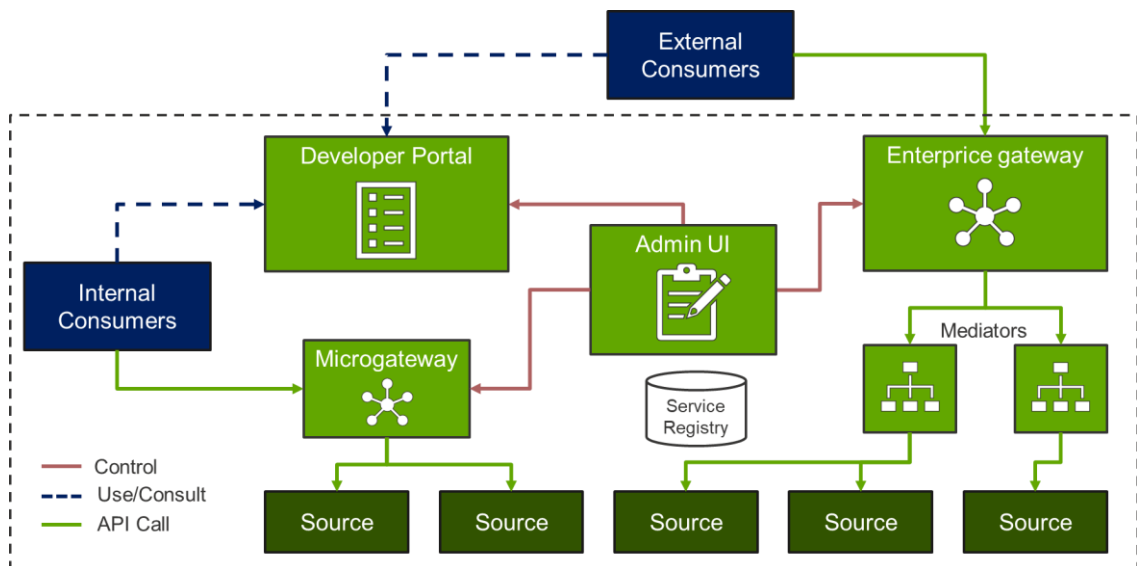 External
Consumers
Developer Portal
Enterprice gateway
Admin UI
Internal
Consumers
Mediators
Microgateway
Service
Registry
Control
Use/Consult
API Call
Source
Source
Source
Source
Source